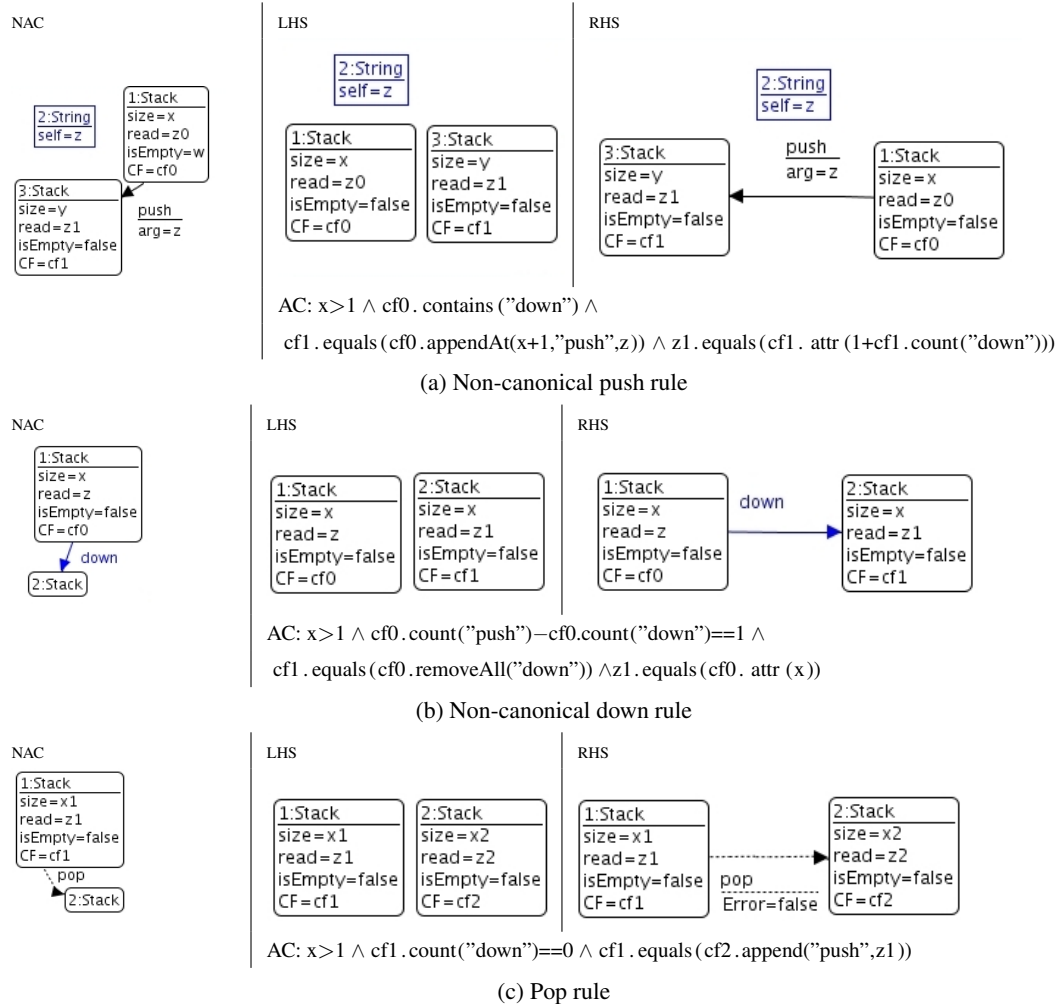 NAC
LHS
RHS
2:String
self=z
1:Stack
size=x
read=z0
isEmpty=w
CF=cf0
3:Stack
size=y
read=z1
isEmpty=false
CF=cf1
push
arg=z
2:String
self=z
1:Stack
size=x
read=z0
isEmpty=false
CF=cf0
3:Stack
size=y
read=z1
isEmpty=false
CF=cf1
2:String
self=z
3:Stack
size=y
read=z1
isEmpty=false
CF=cf1
push
arg=z
1:Stack
size=x
read=z0
isEmpty=false
CF=cf0
AC: x>1 ∧ cf0.contains("down") ∧
cf1.equals(cf0.appendAt(x+1,"push",z)) ∧ z1.equals(cf1.attr(1+cf1.count("down")))
(a) Non-canonical push rule
NAC
LHS
RHS
1:Stack
size=x
read=z
isEmpty=false
CF=cf0
down
2:Stack
1:Stack
size=x
read=z
isEmpty=false
CF=cf0
2:Stack
size=x
read=z1
isEmpty=false
CF=cf1
1:Stack
size=x
read=z
isEmpty=false
CF=cf0
down
2:Stack
size=x
read=z1
isEmpty=false
CF=cf1
AC: x>1 ∧ cf0.count("push")−cf0.count("down")==1 ∧
cf1.equals(cf0.removeAll("down")) ∧z1.equals(cf0.attr(x))
(b) Non-canonical down rule
NAC
LHS
RHS
1:Stack
size=x1
read=z1
isEmpty=false
CF=cf1
pop
2:Stack
1:Stack
size=x1
read=z1
isEmpty=false
CF=cf1
2:Stack
size=x2
read=z2
isEmpty=false
CF=cf2
1:Stack
size=x1
read=z1
isEmpty=false
CF=cf1
pop
Error=false
2:Stack
size=x2
read=z2
isEmpty=false
CF=cf2
AC: x>1 ∧ cf1.count("down")==0 ∧ cf1.equals(cf2.append("push",z1))
(c) Pop rule